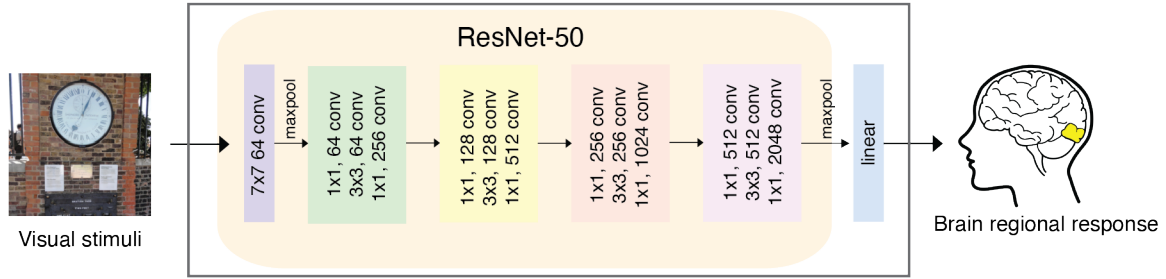 ResNet-50
7x7 64 conv
maxpool
1x1, 64 conv
3x3, 64 conv
1x1, 256 conv
1x1, 128 conv
3x3, 128 conv
1x1, 512 conv
1x1, 256 conv
3x3, 256 conv
1x1, 1024 conv
1x1, 512 conv
3x3, 512 conv
1x1, 2048 conv
maxpool
linear
Visual stimuli
Brain regional response